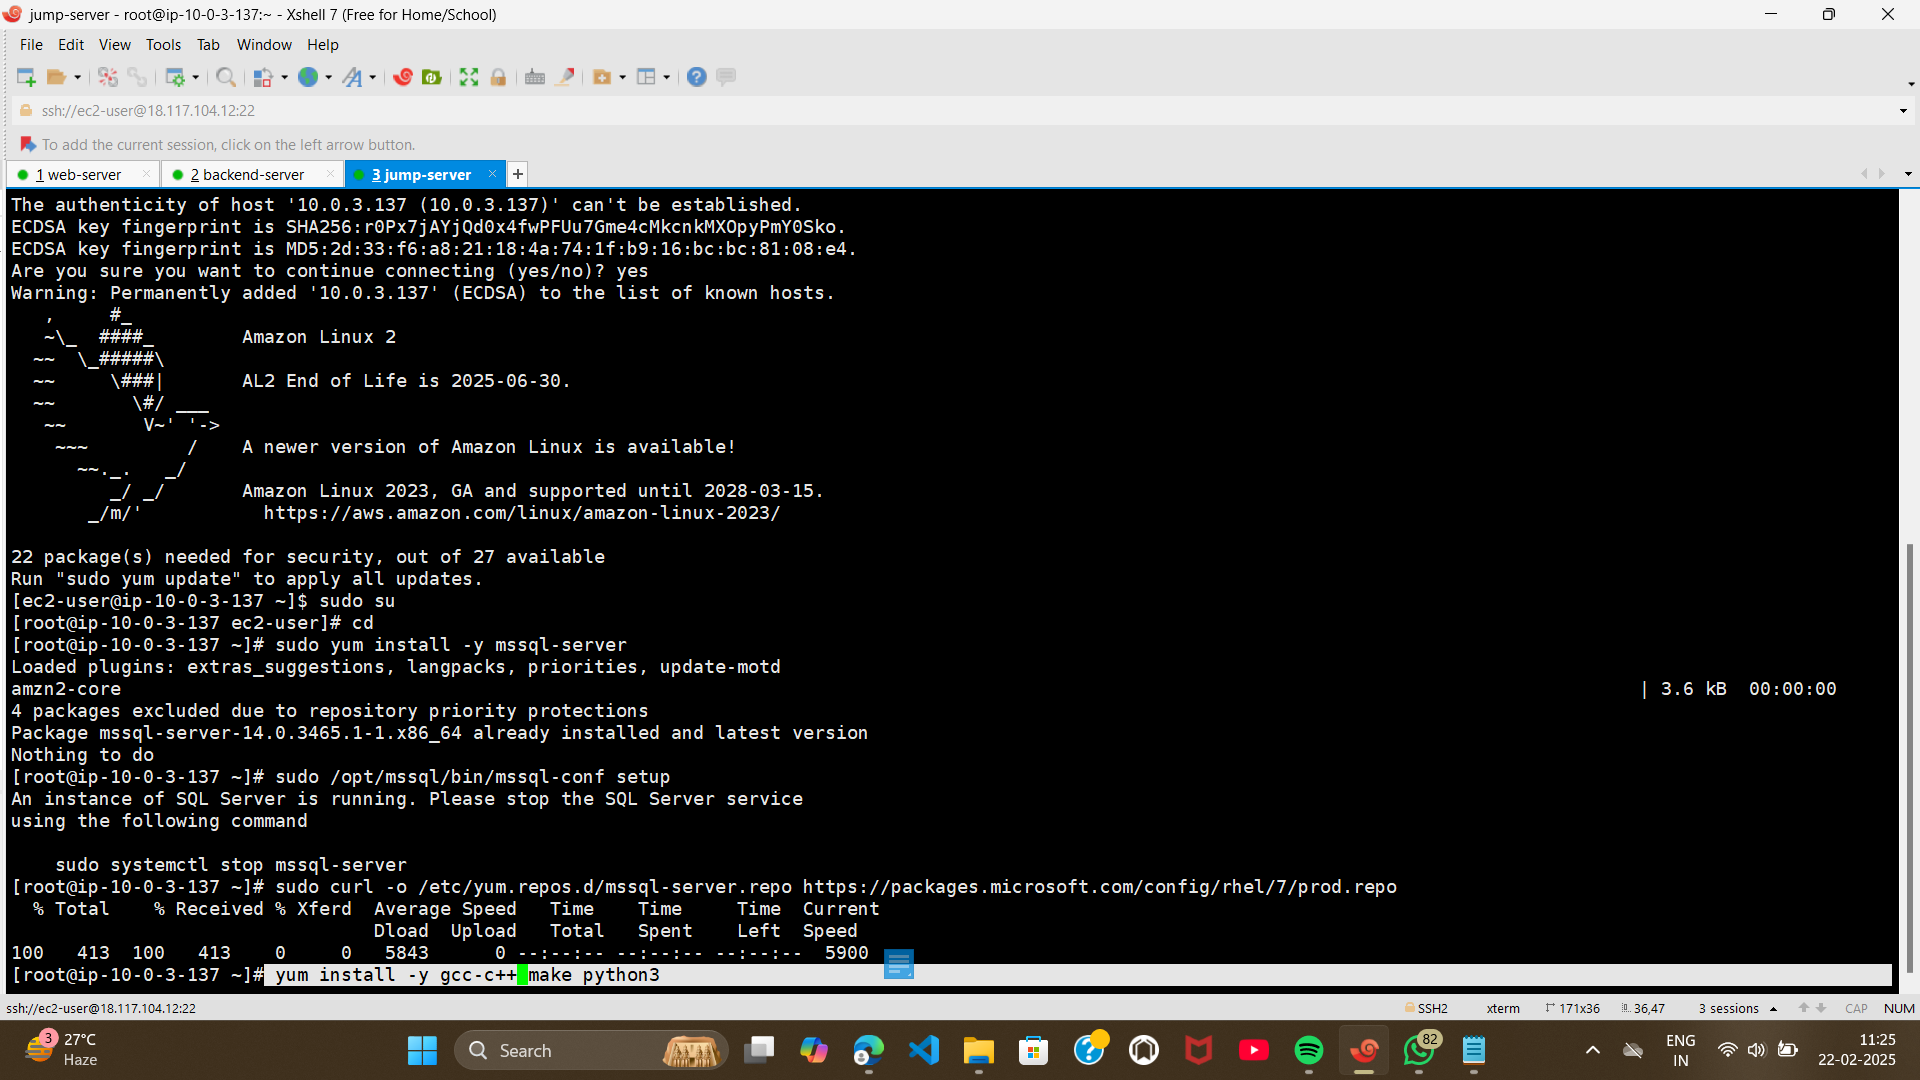 jump-server - root@ip-10-0-3-137:~ - Xshell 7 (Free for Home/School)
File Edit View Tools Tab Window Help
ssh://ec2-user@18.117.104.12:22
To add the current session, click on the left arrow button.
1 web-server 2 backend-server 3 jump-server +
The authenticity of host '10.0.3.137 (10.0.3.137)' can't be established.
ECDSA key fingerprint is SHA256:r0Px7jAYjQd0x4fwPFUu7Gme4cMkcnkMXOpyPmY0Sko.
ECDSA key fingerprint is MD5:2d:33:f6:a8:21:18:4a:74:1f:b9:16:bc:bc:81:08:e4.
Are you sure you want to continue connecting (yes/no)? yes
Warning: Permanently added '10.0.3.137' (ECDSA) to the list of known hosts.
   ,     #_
   ~\_  ####_        Amazon Linux 2
  ~~  \_#####\
  ~~     \###|       AL2 End of Life is 2025-06-30.
  ~~       \#/ ___
   ~~       V~' '->
    ~~~         /    A newer version of Amazon Linux is available!
      ~~._.   _/
         _/ _/       Amazon Linux 2023, GA and supported until 2028-03-15.
       _/m/'           https://aws.amazon.com/linux/amazon-linux-2023/
22 package(s) needed for security, out of 27 available
Run "sudo yum update" to apply all updates.
[ec2-user@ip-10-0-3-137 ~]$ sudo su
[root@ip-10-0-3-137 ec2-user]# cd
[root@ip-10-0-3-137 ~]# sudo yum install -y mssql-server
Loaded plugins: extras_suggestions, langpacks, priorities, update-motd
amzn2-core | 3.6 kB  00:00:00
4 packages excluded due to repository priority protections
Package mssql-server-14.0.3465.1-1.x86_64 already installed and latest version
Nothing to do
[root@ip-10-0-3-137 ~]# sudo /opt/mssql/bin/mssql-conf setup
An instance of SQL Server is running. Please stop the SQL Server service
using the following command
    sudo systemctl stop mssql-server
[root@ip-10-0-3-137 ~]# sudo curl -o /etc/yum.repos.d/mssql-server.repo https://packages.microsoft.com/config/rhel/7/prod.repo
  % Total    % Received % Xferd  Average Speed   Time    Time     Time  Current
                                 Dload  Upload   Total   Spent    Left  Speed
100   413  100   413    0     0   5843      0 --:--:-- --:--:-- --:--:--  5900
[root@ip-10-0-3-137 ~]# yum install -y gcc-c++ make python3
ssh://ec2-user@18.117.104.12:22 SSH2 xterm 171x36 36,47 3 sessions CAP NUM
3 27°C Haze
Search
82
ENG IN
11:25
22-02-2025